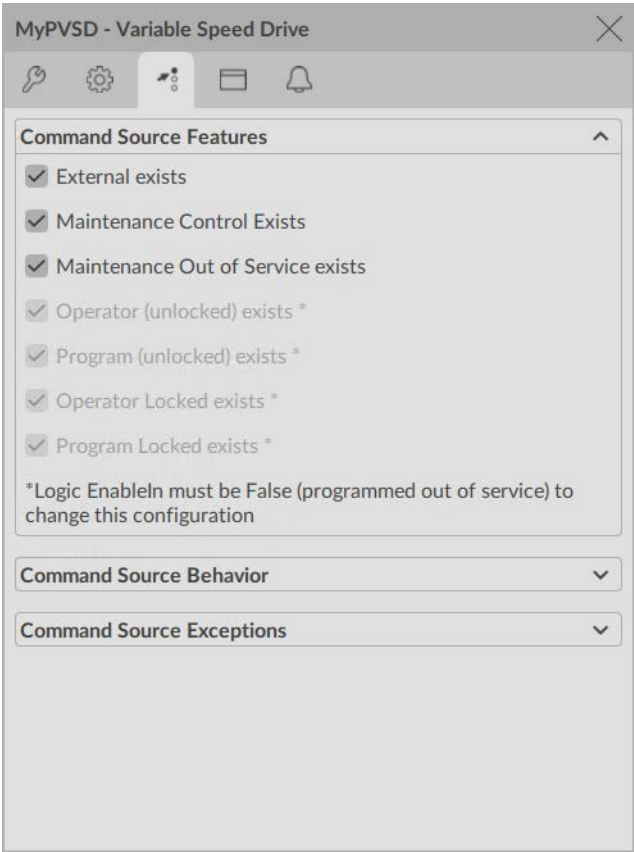 MyPVSD - Variable Speed Drive
Command Source Features
External exists
Maintenance Control Exists
Maintenance Out of Service exists
Operator (unlocked) exists *
Program (unlocked) exists *
Operator Locked exists *
Program Locked exists *
*Logic EnableIn must be False (programmed out of service) to
change this configuration
Command Source Behavior
Command Source Exceptions